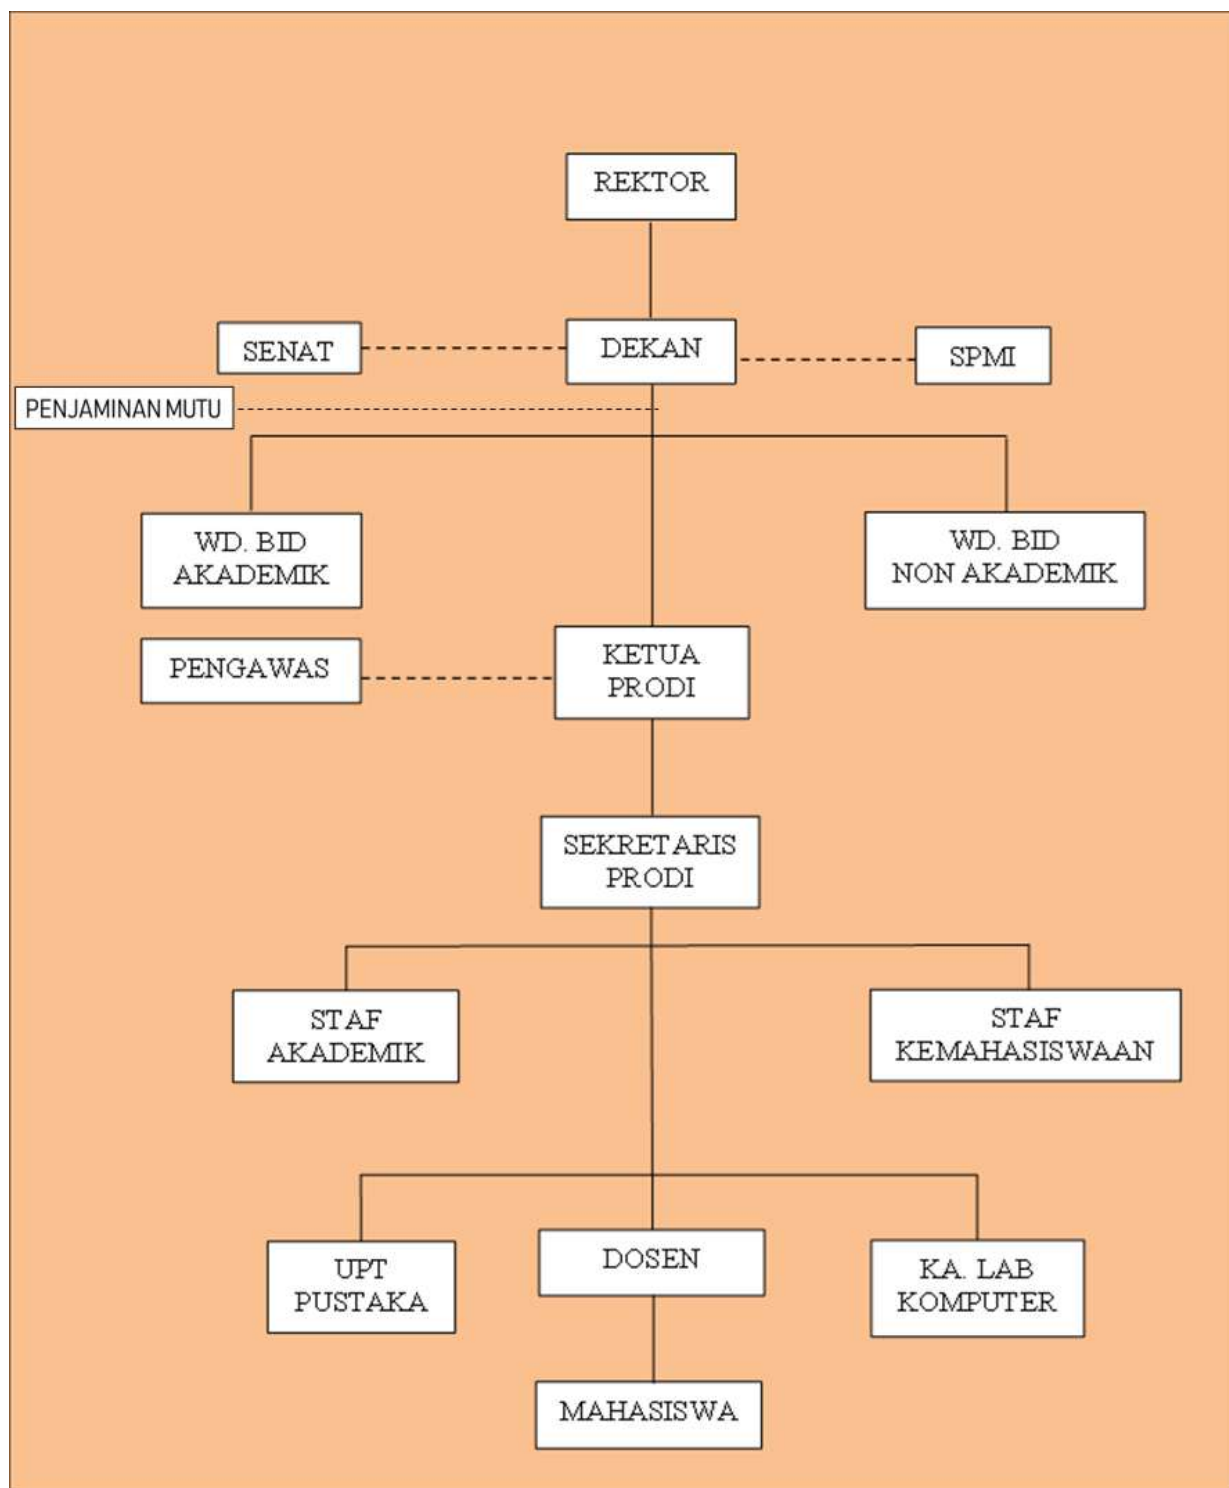 REKTOR
SENAT
DEKAN
SPMI
PENJAMINAN MUTU
WD. BID
AKADEMIK
WD. BID
NON AKADEMIK
PENGAWAS
KETUA
PRODI
SEKRETARIS
PRODI
STAF
AKADEMIK
STAF
KEMAHASISWAAN
UPT
PUSTAKA
DOSEN
KA. LAB
KOMPUTER
MAHASISWA